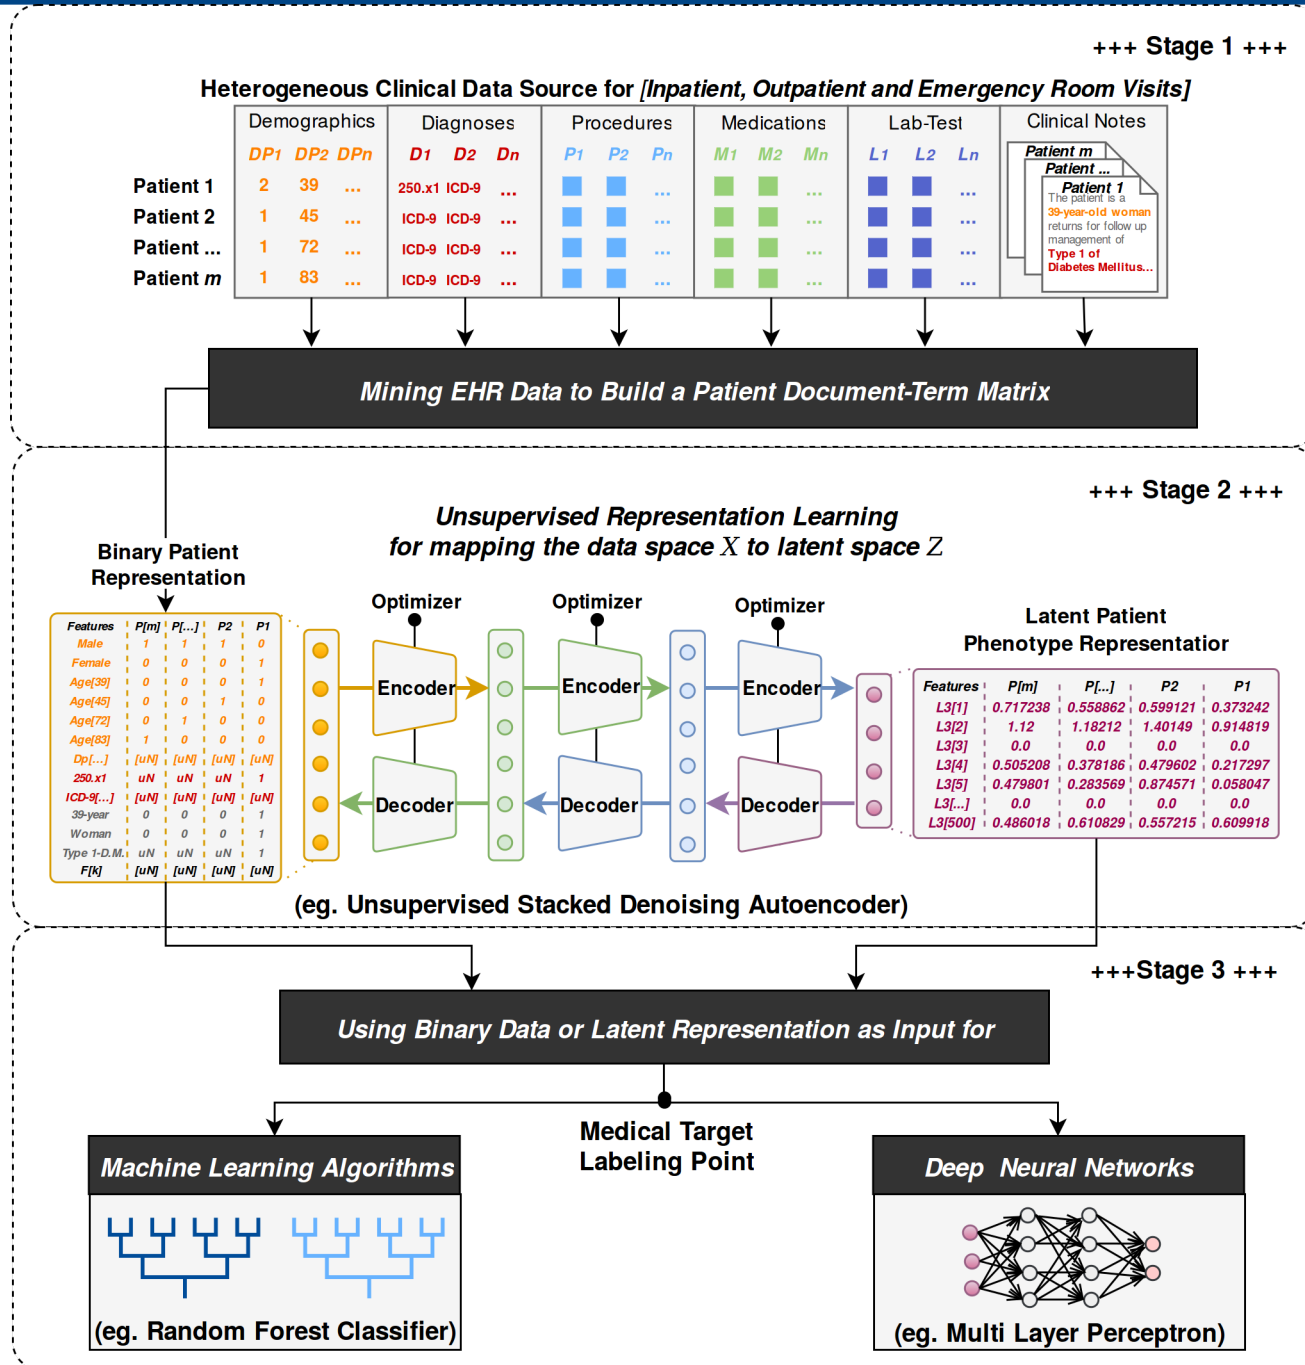 +++ Stage 1 +++
Heterogeneous Clinical Data Source for [Inpatient, Outpatient and Emergency Room Visits]
Demographics Diagnoses Procedures Medications Lab-Test Clinical Notes
DP1 DP2 DPn D1 D2 Dn P1 P2 Pn M1 M2 Mn L1 L2 Ln
Patient 1 2 39 ... 250.x1 ICD-9 ... ... ... ...
Patient 2 1 45 ... ICD-9 ICD-9 ... ... ... ...
Patient ... 1 72 ... ICD-9 ICD-9 ... ... ... ...
Patient m 1 83 ... ICD-9 ICD-9 ... ... ... ...
Patient m
Patient ...
Patient 1
The patient is a
39-year-old woman
returns for follow up
management of
Type 1 of
Diabetes Mellitus...
Mining EHR Data to Build a Patient Document-Term Matrix
+++ Stage 2 +++
Unsupervised Representation Learning
for mapping the data space X to latent space Z
Binary Patient
Representation
Features P[m] P[...] P2 P1
Male 1 1 1 0
Female 0 0 0 1
Age[39] 0 0 0 1
Age[45] 0 0 1 0
Age[72] 0 1 0 0
Age[83] 1 0 0 0
Dp[...] [uN] [uN] [uN] [uN]
250.x1 uN uN uN 1
ICD-9[...] [uN] [uN] [uN] [uN]
39-year 0 0 0 1
Woman 0 0 0 1
Type 1-D.M. uN uN uN 1
F[k] [uN] [uN] [uN] [uN]
Optimizer Optimizer Optimizer
Encoder Encoder Encoder
Decoder Decoder Decoder
Latent Patient
Phenotype Representatior
Features P[m] P[...] P2 P1
L3[1] 0.717238 0.558862 0.599121 0.373242
L3[2] 1.12 1.18212 1.40149 0.914819
L3[3] 0.0 0.0 0.0 0.0
L3[4] 0.505208 0.378186 0.479602 0.217297
L3[5] 0.479801 0.283569 0.874571 0.058047
L3[...] 0.0 0.0 0.0 0.0
L3[500] 0.486018 0.610829 0.557215 0.609918
(eg. Unsupervised Stacked Denoising Autoencoder)
+++Stage 3 +++
Using Binary Data or Latent Representation as Input for
Medical Target
Labeling Point
Machine Learning Algorithms
(eg. Random Forest Classifier)
Deep Neural Networks
(eg. Multi Layer Perceptron)